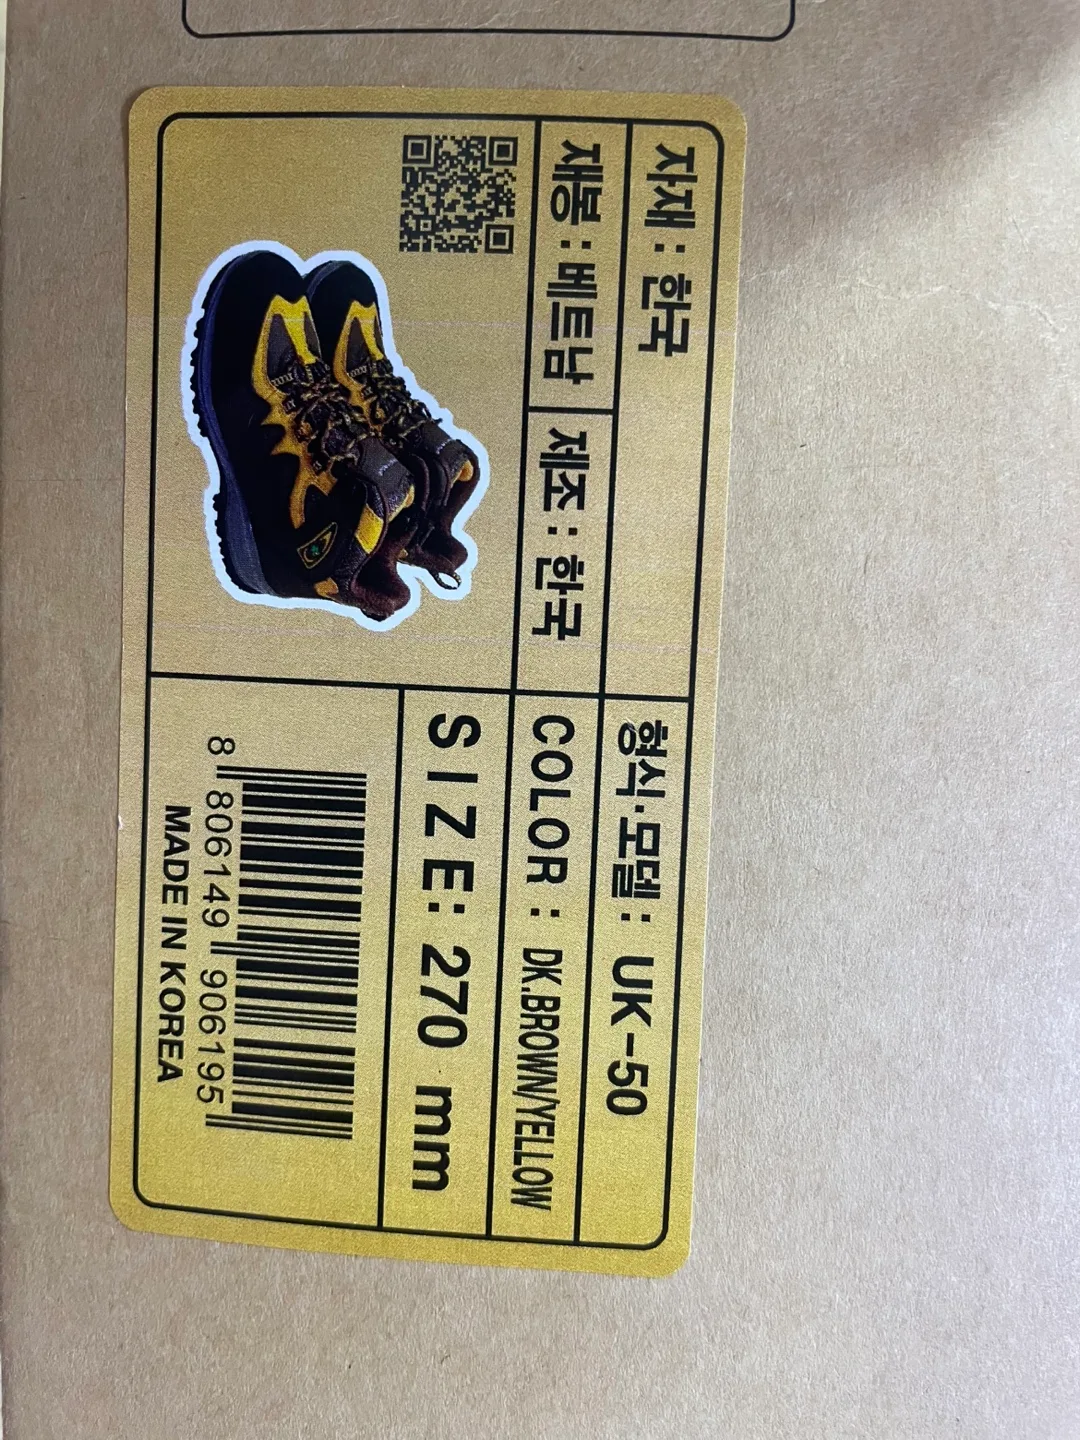 자재 : 한국
형식·모델 : UK-50
재봉 : 베트남
제조 : 한국
COLOR : DK.BROWN/YELLOW
SIZE: 270 mm
8 806149 906195
MADE IN KOREA